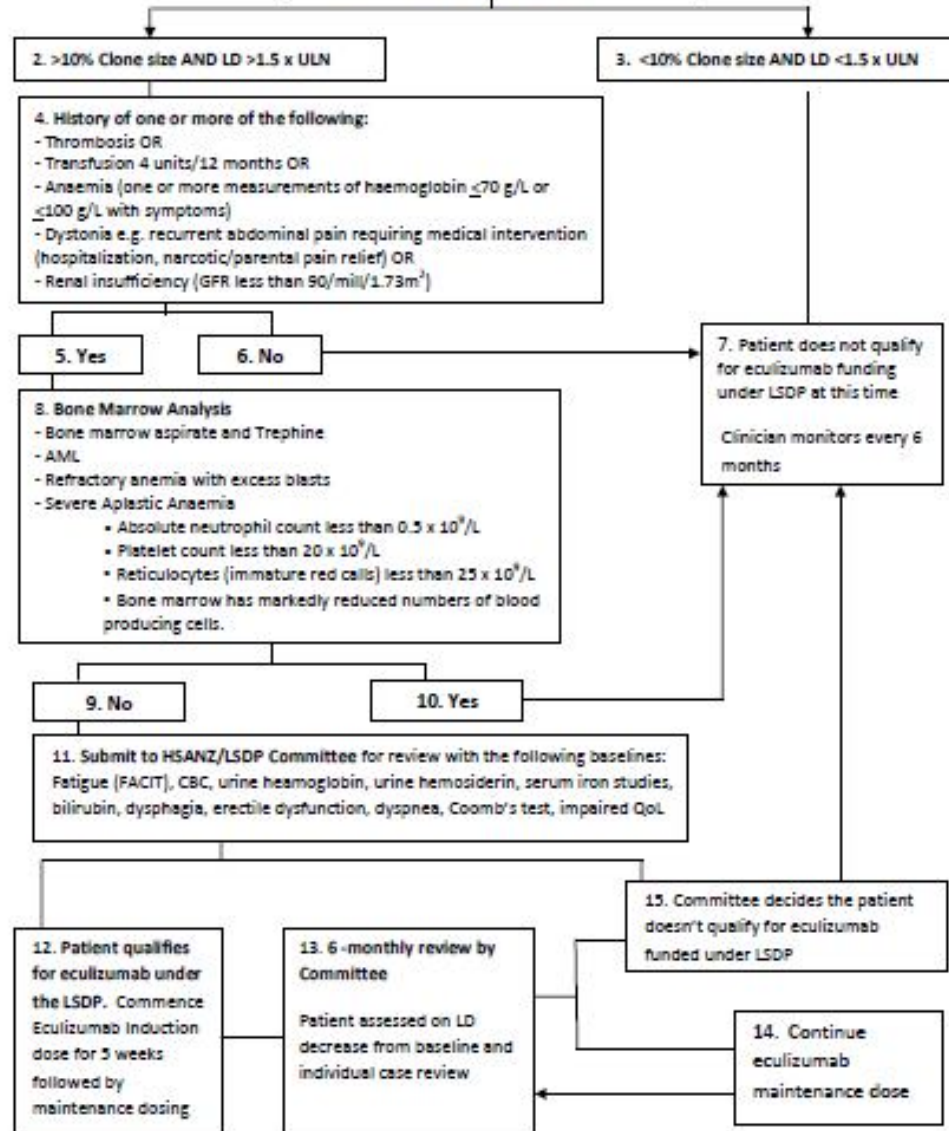 2. >10% Clone size AND LD >1.5 x ULN
3. <10% Clone size AND LD <1.5 x ULN
4. History of one or more of the following:
- Thrombosis OR
- Transfusion 4 units/12 months OR
- Anaemia (one or more measurements of haemoglobin ≤70 g/L or
≤100 g/L with symptoms)
- Dystonia e.g. recurrent abdominal pain requiring medical intervention
(hospitalization, narcotic/parental pain relief) OR
- Renal insufficiency (GFR less than 90/mill/1.73m²)
5. Yes
6. No
7. Patient does not qualify
for eculizumab funding
under LSDP at this time
Clinician monitors every 6
months
8. Bone Marrow Analysis
- Bone marrow aspirate and Trephine
- AML
- Refractory anemia with excess blasts
- Severe Aplastic Anaemia
▪ Absolute neutrophil count less than 0.5 x 10⁹/L
▪ Platelet count less than 20 x 10⁹/L
▪ Reticulocytes (immature red calls) less than 25 x 10⁹/L
▪ Bone marrow has markedly reduced numbers of blood
producing cells.
9. No
10. Yes
11. Submit to HSANZ/LSDP Committee for review with the following baselines:
Fatigue (FACIT), CBC, urine heamoglobin, urine hemosiderin, serum iron studies,
bilirubin, dysphagia, erectile dysfunction, dyspnea, Coomb's test, impaired QoL
12. Patient qualifies
for eculizumab under
the LSDP. Commence
Eculizumab Induction
dose for 5 weeks
followed by
maintenance dosing
13. 6 -monthly review by
Committee
Patient assessed on LD
decrease from baseline and
individual case review
15. Committee decides the patient
doesn't qualify for eculizumab
funded under LSDP
14. Continue
eculizumab
maintenance dose